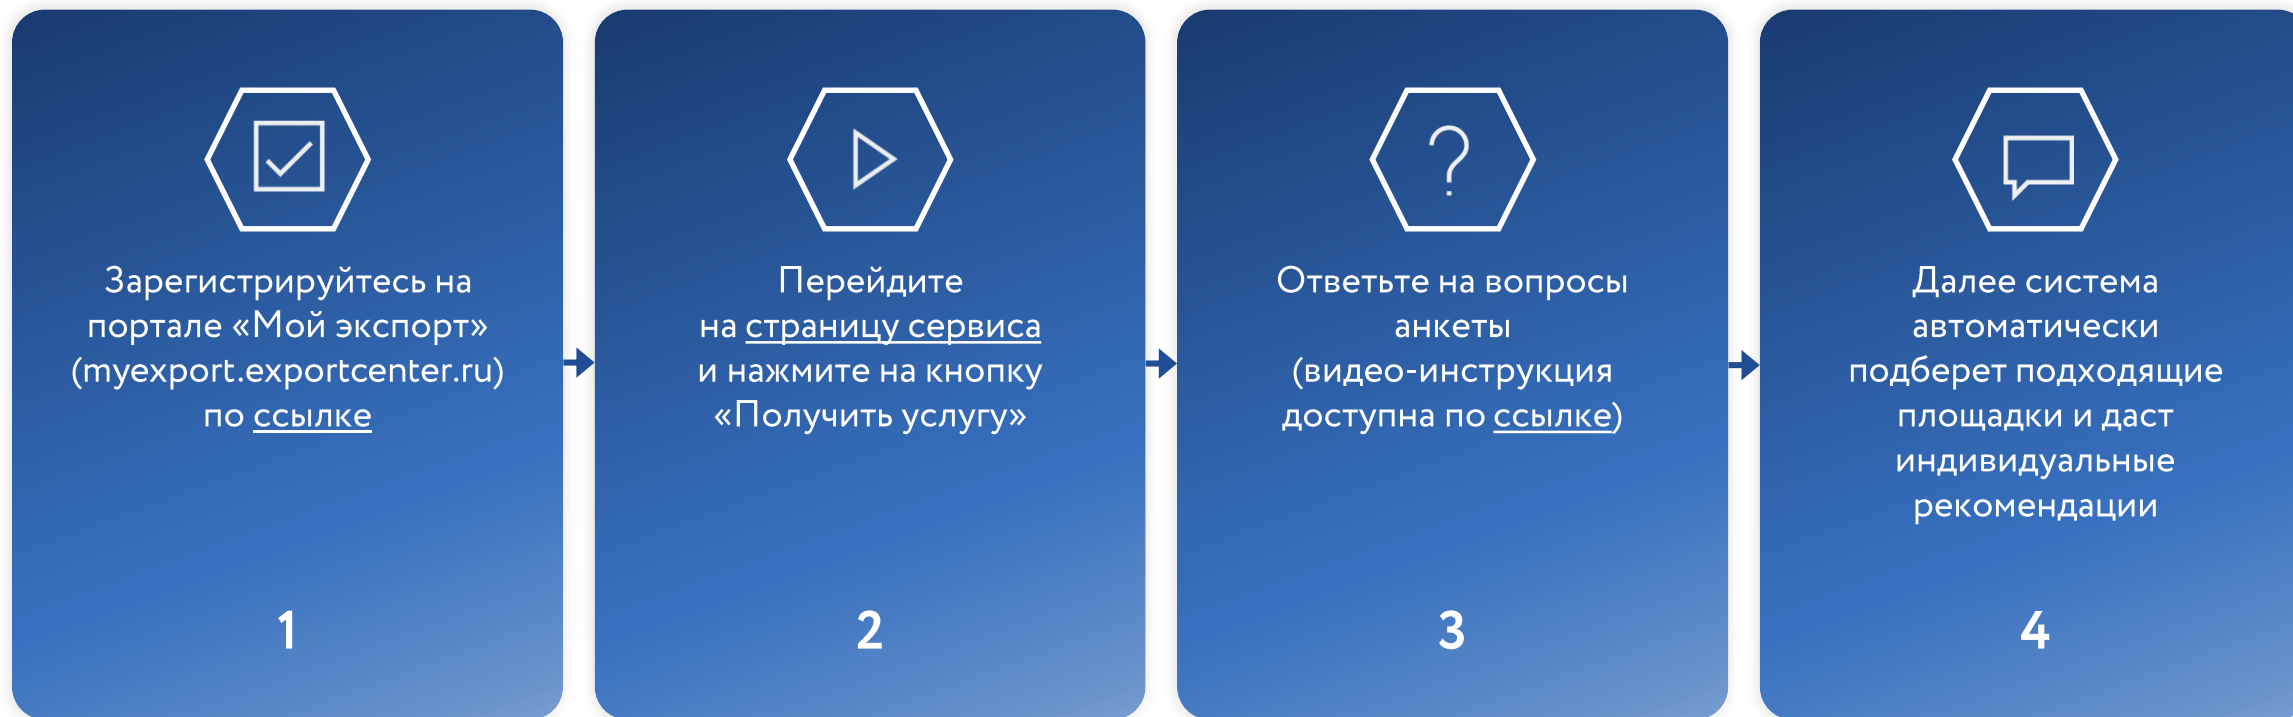 Зарегистрируйтесь на
портале «Мой экспорт»
(myexport.exportcenter.ru)
по ссылке
1
Перейдите
на страницу сервиса
и нажмите на кнопку
«Получить услугу»
2
Ответьте на вопросы
анкеты
(видео-инструкция
доступна по ссылке)
3
Далее система
автоматически
подберет подходящие
площадки и даст
индивидуальные
рекомендации
4